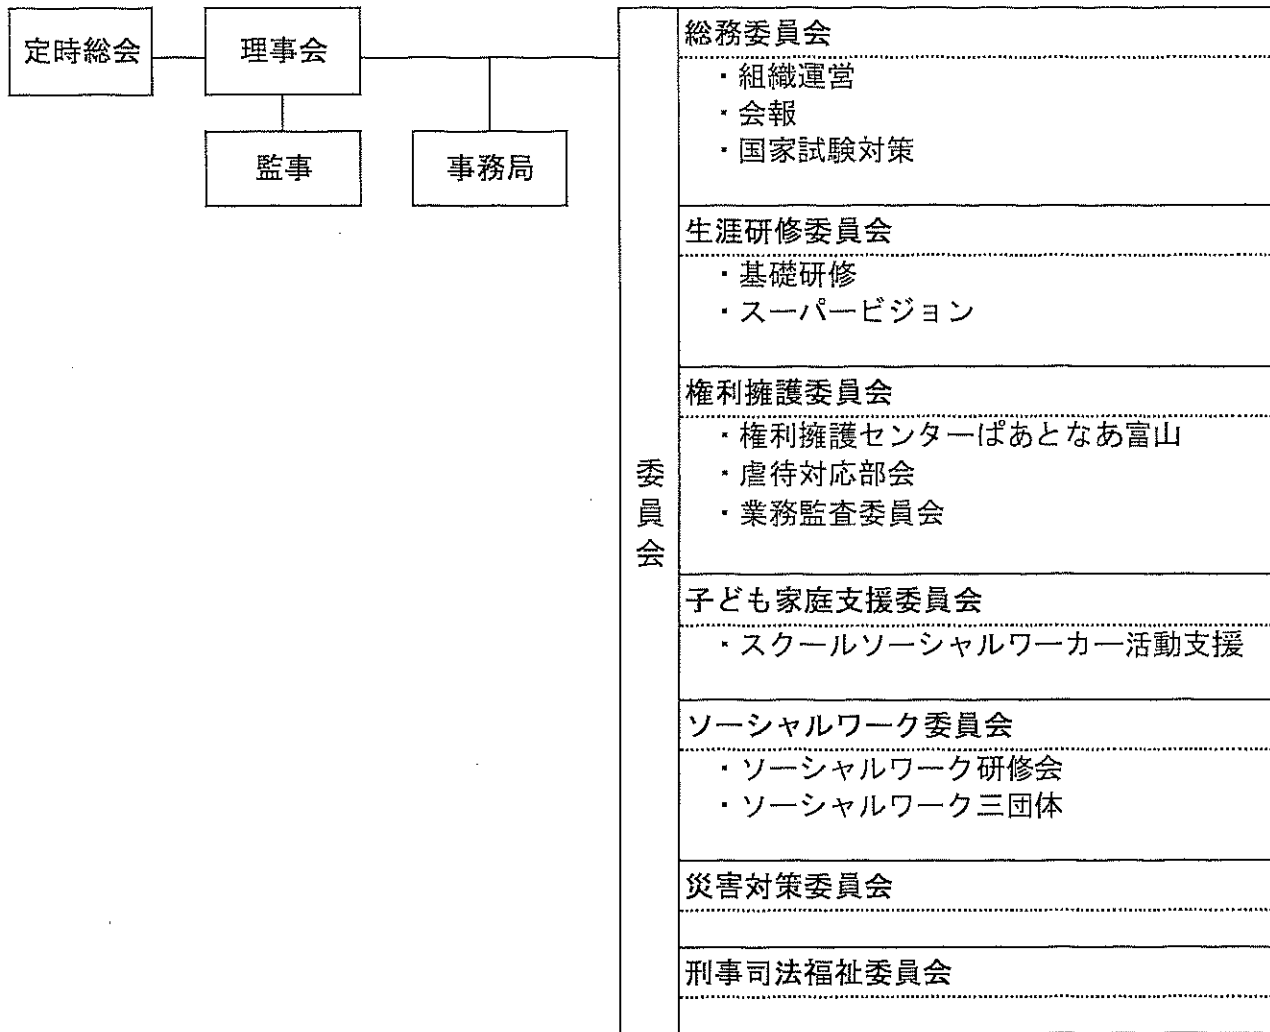 定時総会
理事会
監事
事務局
委員会
総務委員会
・組織運営
・会報
・国家試験対策
生涯研修委員会
・基礎研修
・スーパービジョン
権利擁護委員会
・権利擁護センターぱあとなあ富山
・虐待対応部会
・業務監査委員会
子ども家庭支援委員会
・スクールソーシャルワーカー活動支援
ソーシャルワーク委員会
・ソーシャルワーク研修会
・ソーシャルワーク三団体
災害対策委員会
刑事司法福祉委員会